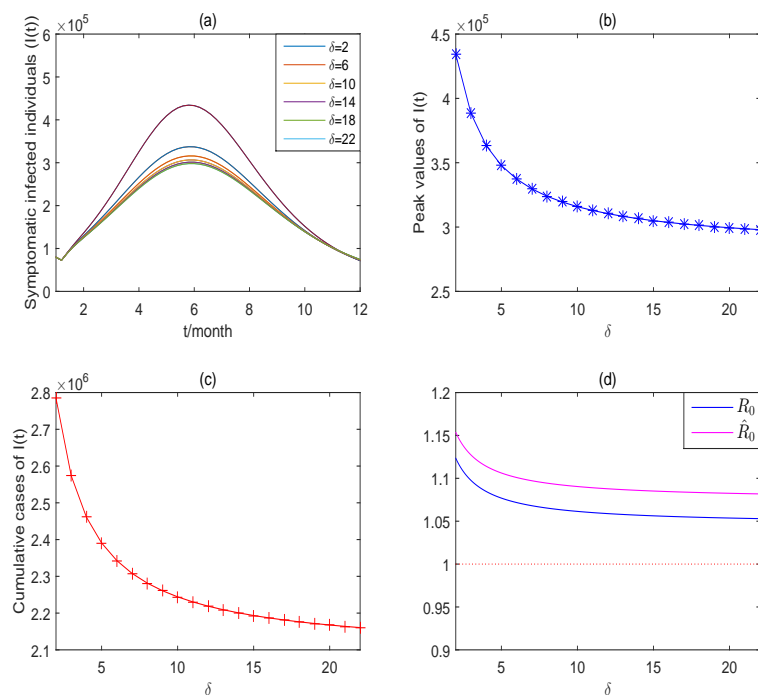 (a)
×10^5
6
5
4
3
2
1
0
2
4
6
8
10
12
t/month
Symptomatic infected individuals (I(t))
δ=2
δ=6
δ=10
δ=14
δ=18
δ=22
(b)
×10^5
4.5
4
3.5
3
2.5
5
10
15
20
δ
Peak values of I(t)
(c)
×10^6
2.8
2.7
2.6
2.5
2.4
2.3
2.2
2.1
5
10
15
20
δ
Cumulative cases of I(t)
(d)
1.2
1.15
1.1
1.05
1
0.95
0.9
5
10
15
20
δ
R_0
R̂_0